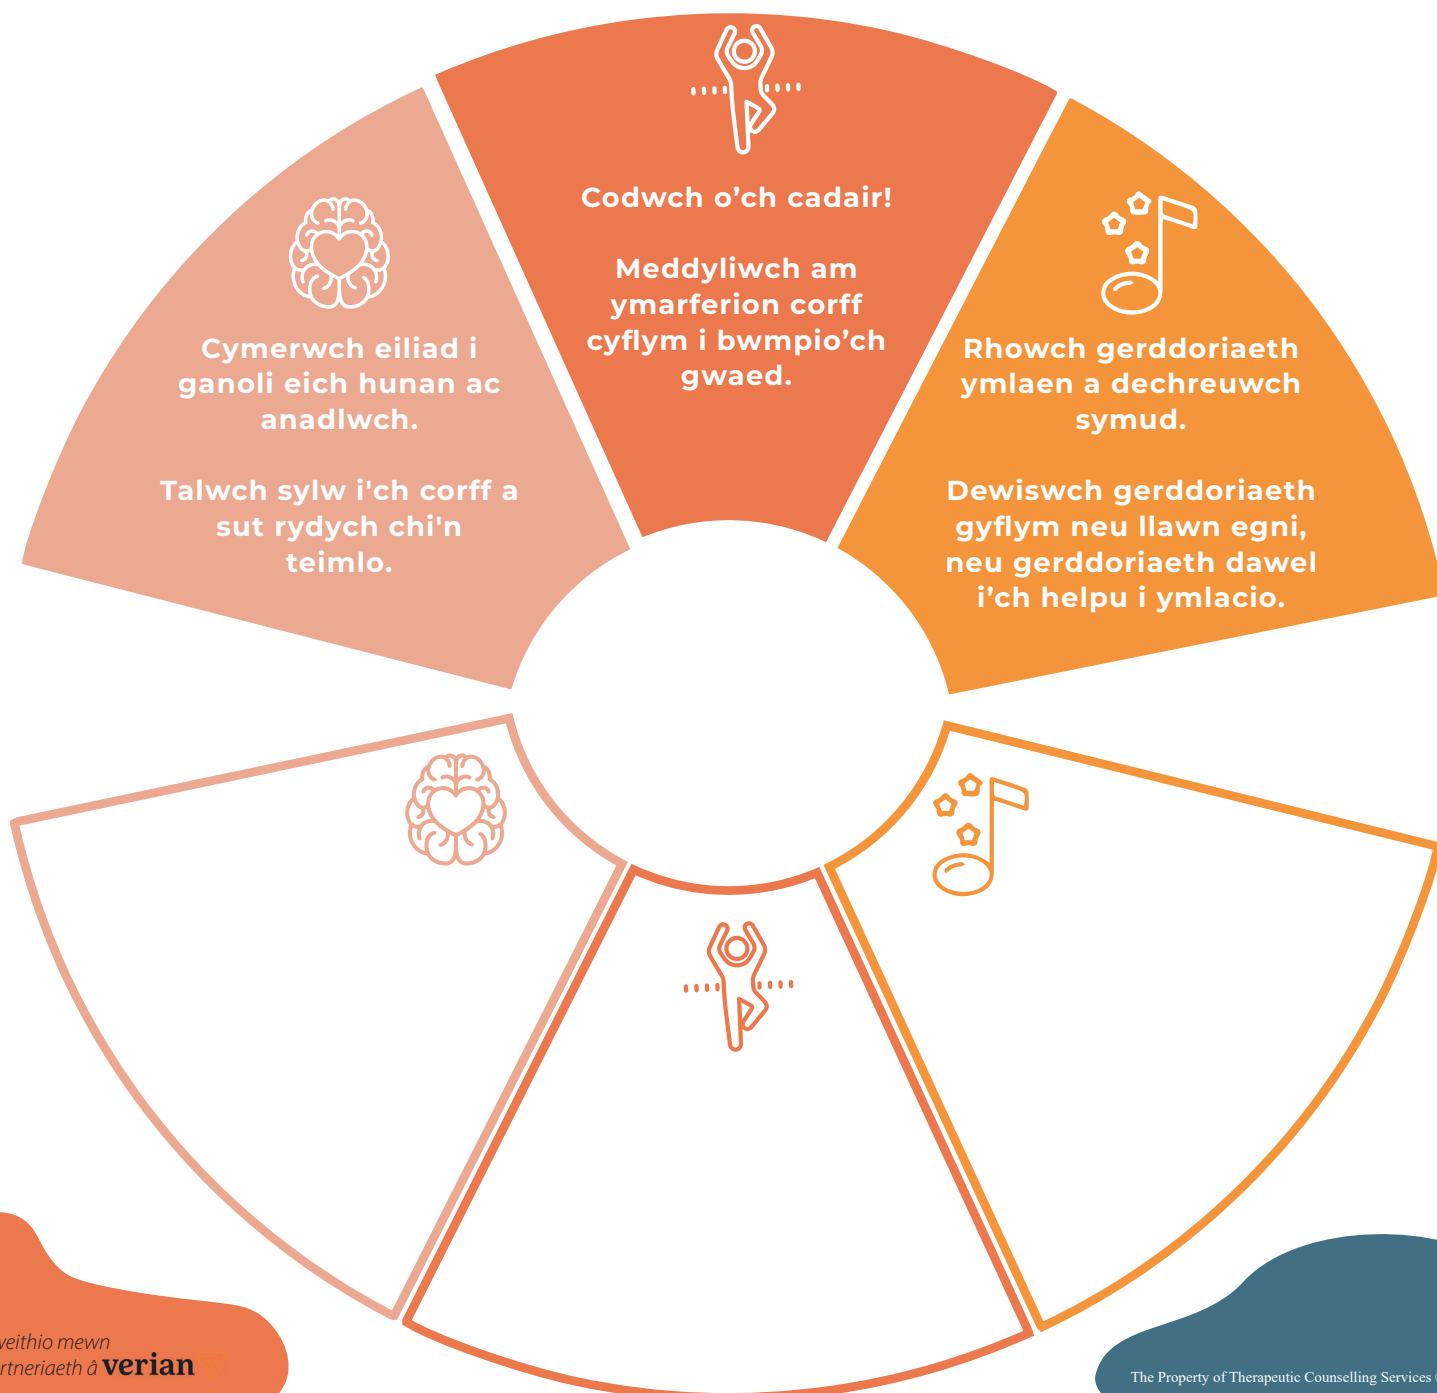 Codwch o’ch cadair!
Meddyliwch am
ymarferion corff
cyflym i bwmpio’ch
gwaed.
Cymerwch eiliad i
ganoli eich hunan ac
anadlwch.
Talwch sylw i'ch corff a
sut rydych chi'n
teimlo.
Rhowch gerddoriaeth
ymlaen a dechreuwch
symud.
Dewiswch gerddoriaeth
gyflym neu llawn egni,
neu gerddoriaeth dawel
i’ch helpu i ymlacio.
mewn
â verian
The Property of Therapeutic Counselling Services